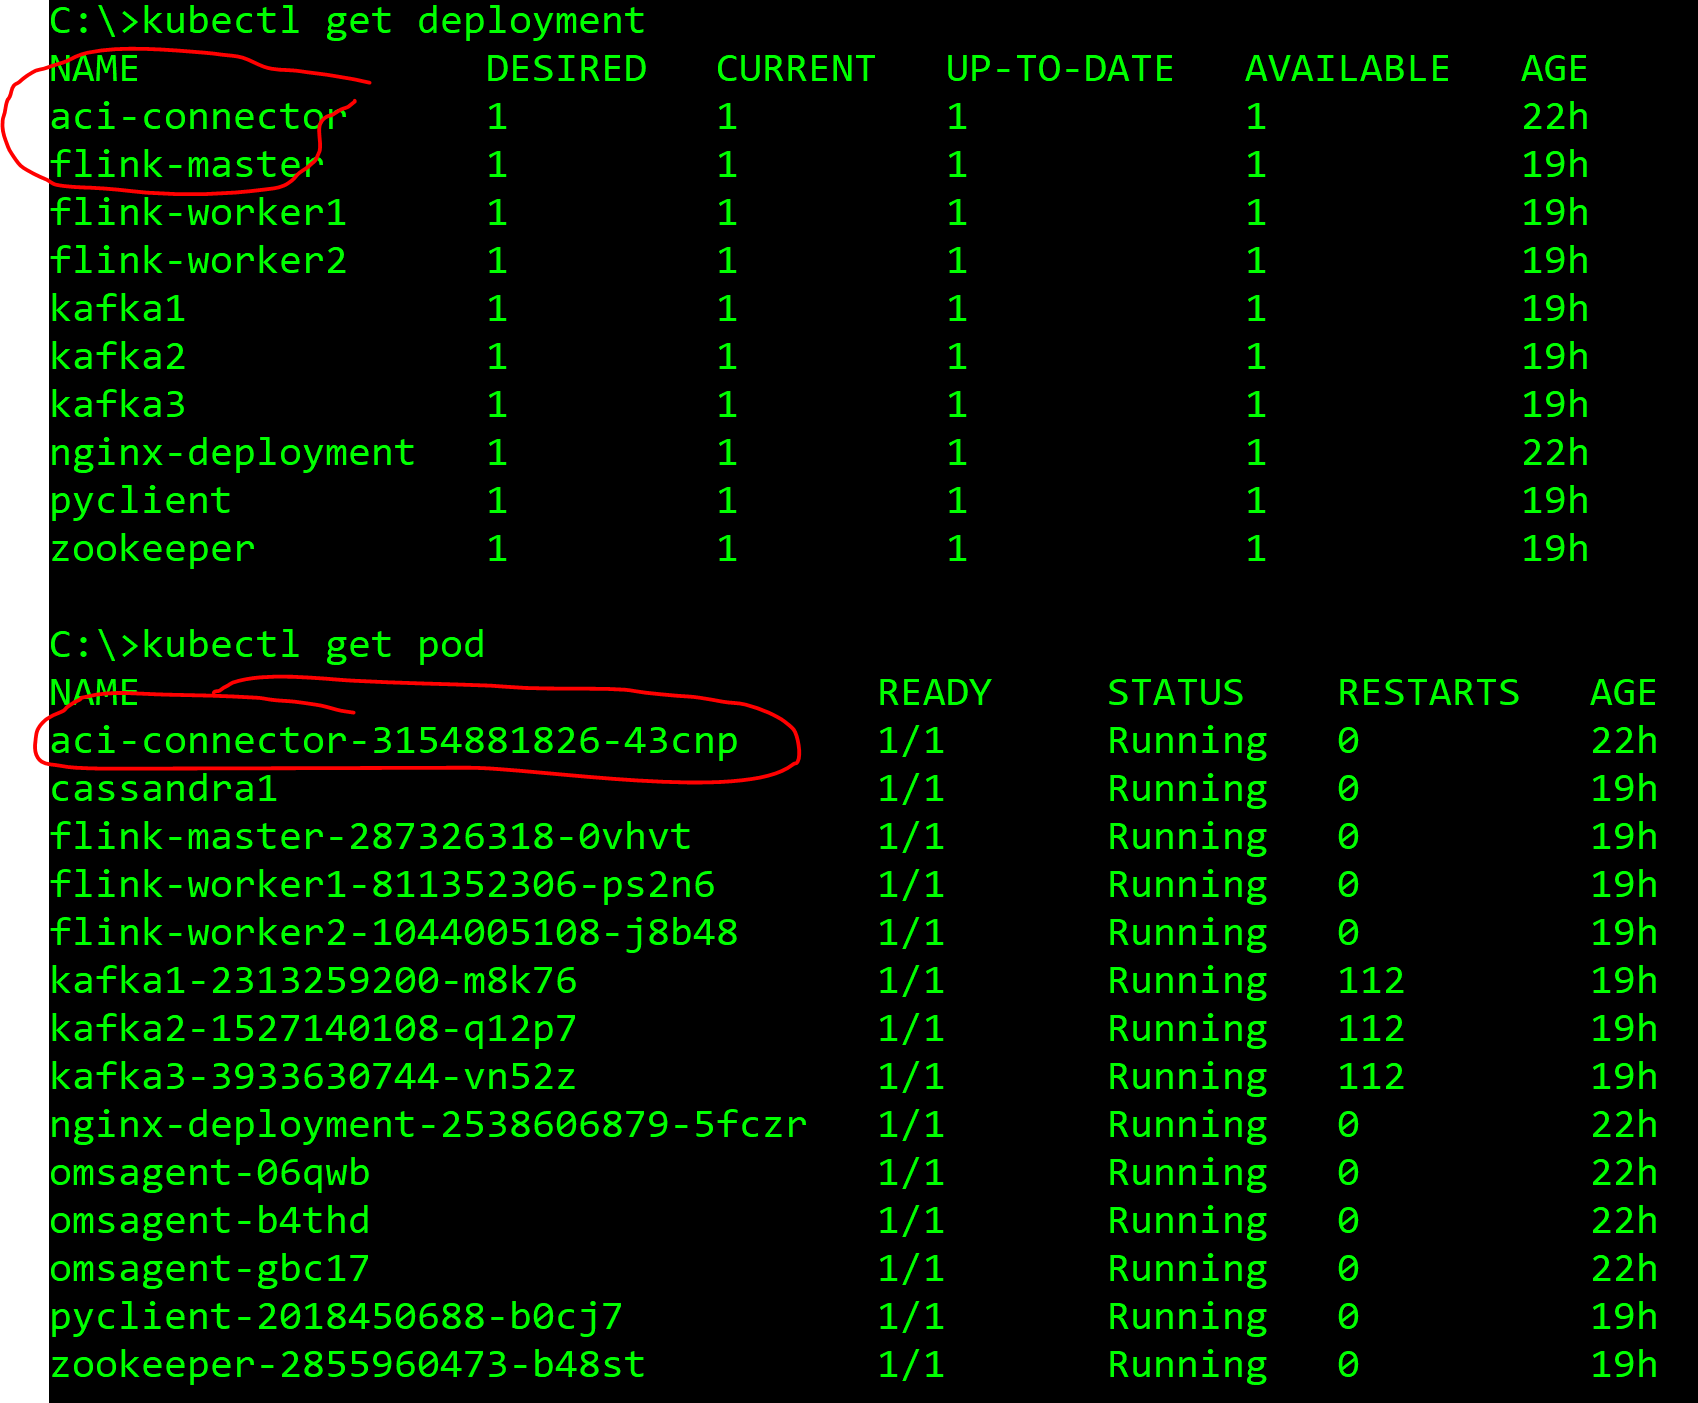 C:\>kubectl get deployment
NAME DESIRED CURRENT UP-TO-DATE AVAILABLE AGE
aci-connector 1 1 1 1 22h
flink-master 1 1 1 1 19h
flink-worker1 1 1 1 1 19h
flink-worker2 1 1 1 1 19h
kafka1 1 1 1 1 19h
kafka2 1 1 1 1 19h
kafka3 1 1 1 1 19h
nginx-deployment 1 1 1 1 22h
pyclient 1 1 1 1 19h
zookeeper 1 1 1 1 19h
C:\>kubectl get pod
NAME READY STATUS RESTARTS AGE
aci-connector-3154881826-43cnp 1/1 Running 0 22h
cassandra1 1/1 Running 0 19h
flink-master-287326318-0vhvt 1/1 Running 0 19h
flink-worker1-811352306-ps2n6 1/1 Running 0 19h
flink-worker2-1044005108-j8b48 1/1 Running 0 19h
kafka1-2313259200-m8k76 1/1 Running 112 19h
kafka2-1527140108-q12p7 1/1 Running 112 19h
kafka3-3933630744-vn52z 1/1 Running 112 19h
nginx-deployment-2538606879-5fczr 1/1 Running 0 22h
omsagent-06qwb 1/1 Running 0 22h
omsagent-b4thd 1/1 Running 0 22h
omsagent-gbc17 1/1 Running 0 22h
pyclient-2018450688-b0cj7 1/1 Running 0 19h
zookeeper-2855960473-b48st 1/1 Running 0 19h